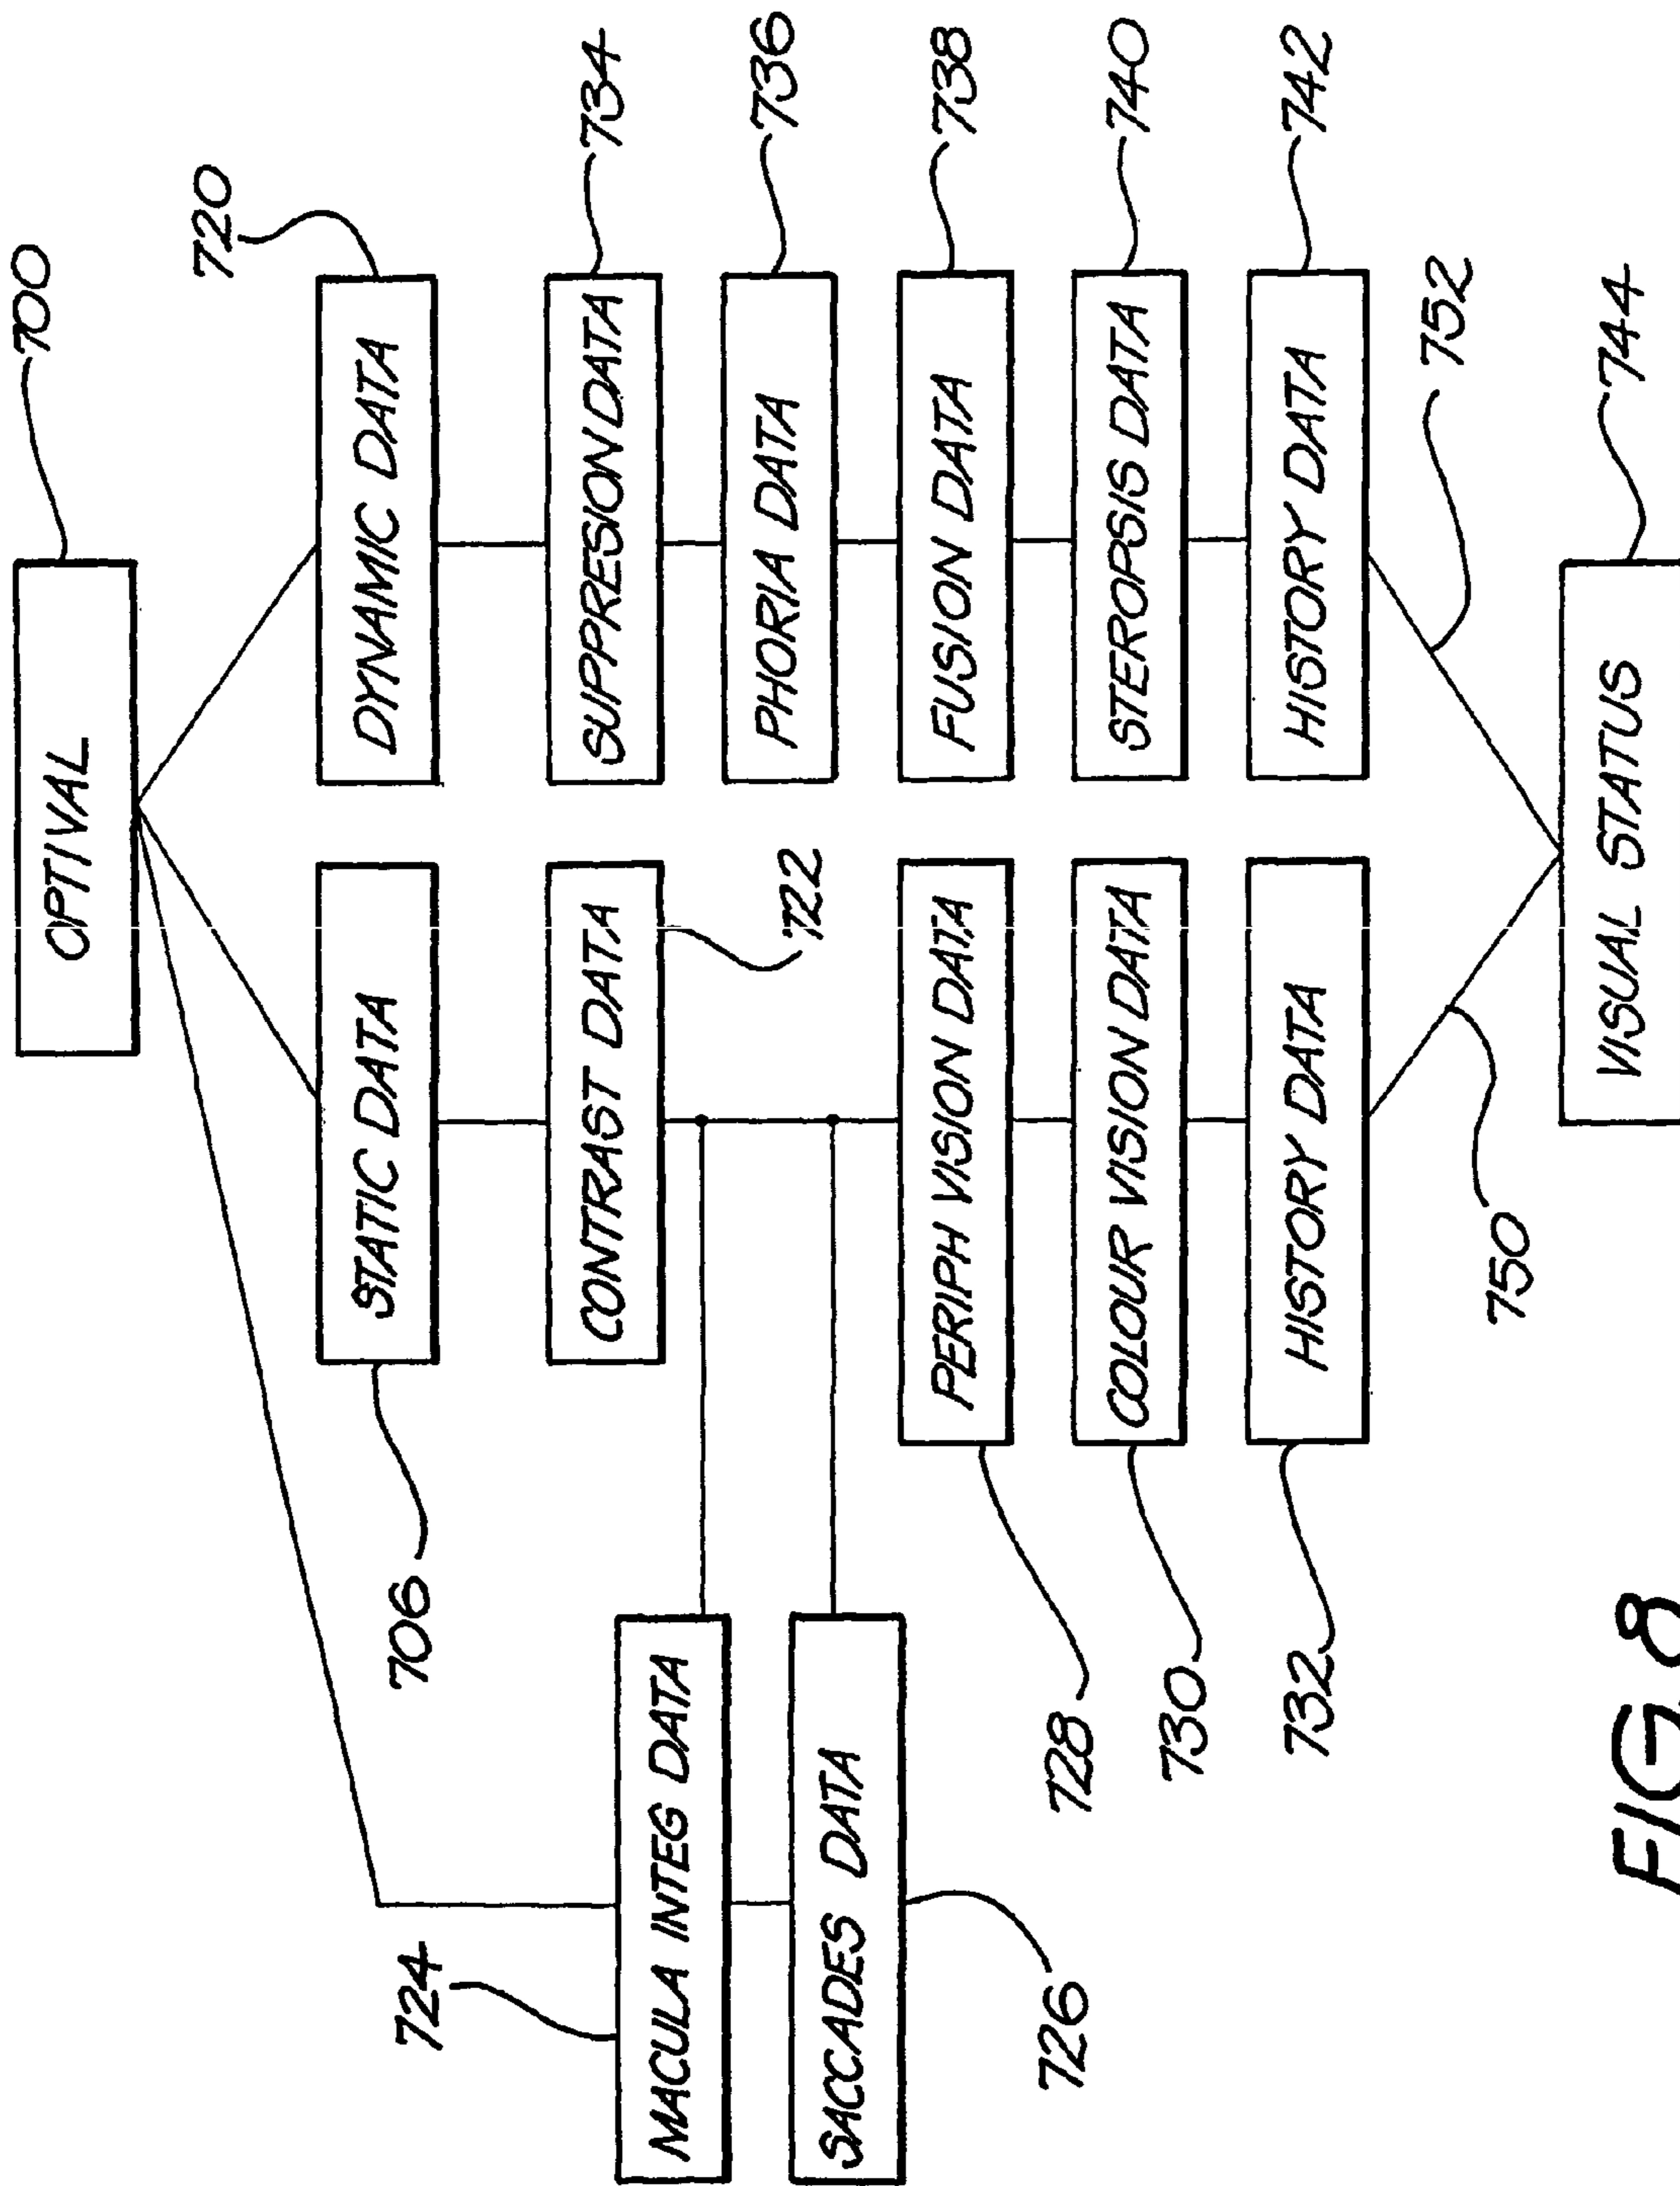 OPTIVAL
700
720
STATIC DATA
DYNAMIC DATA
706
724
CONTRAST DATA
SUPPRESION DATA
734
MACULA INTEG DATA
722
PHORIA DATA
736
SACCADES DATA
726
PERIPH VISION DATA
728
FUSION DATA
738
COLOUR VISION DATA
730
STEROPSIS DATA
740
HISTORY DATA
732
HISTORY DATA
742
750
752
VISUAL STATUS
744
FIG. 8